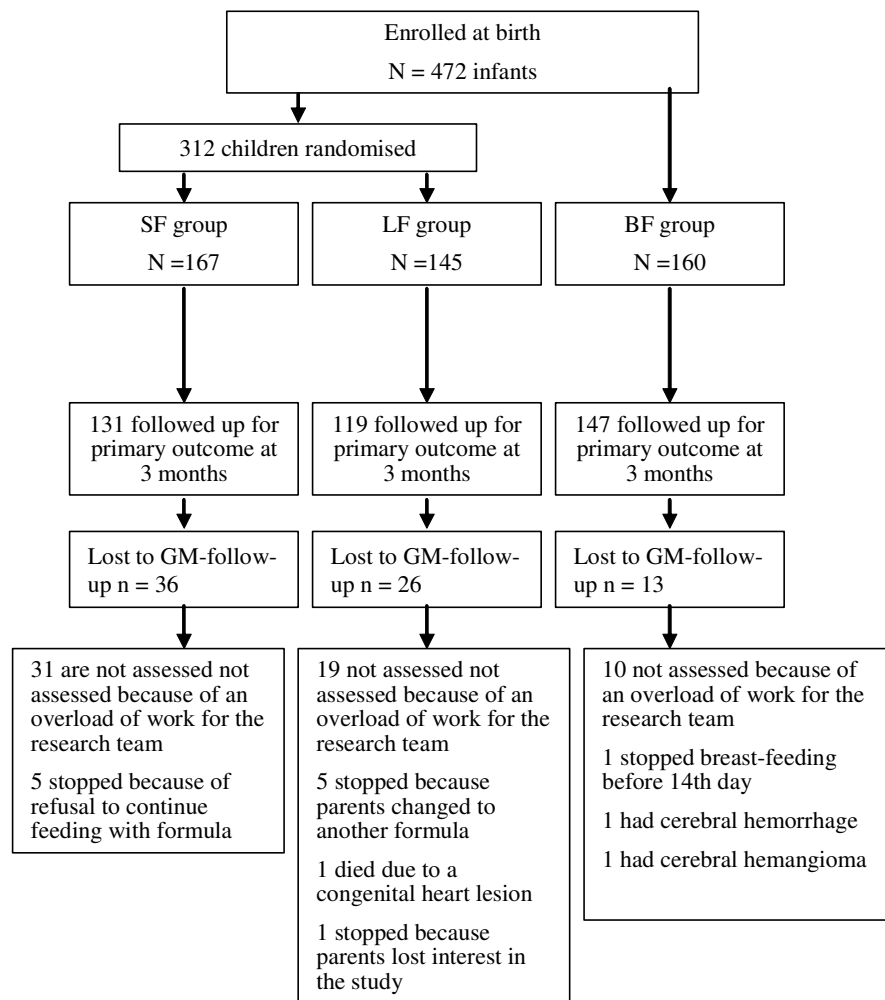 Enrolled at birth
N = 472 infants
312 children randomised
SF group
N =167
LF group
N =145
BF group
N =160
131 followed up for
primary outcome at
3 months
119 followed up for
primary outcome at
3 months
147 followed up for
primary outcome at
3 months
Lost to GM-follow-
up n = 36
Lost to GM-follow-
up n = 26
Lost to GM-follow-
up n = 13
31 are not assessed not
assessed because of an
overload of work for the
research team
5 stopped because of
refusal to continue
feeding with formula
19 not assessed not
assessed because of an
overload of work for the
research team
5 stopped because
parents changed to
another formula
1 died due to a
congenital heart lesion
1 stopped because
parents lost interest in
the study
10 not assessed because of
an overload of work for the
research team
1 stopped breast-feeding
before 14th day
1 had cerebral hemorrhage
1 had cerebral hemangioma